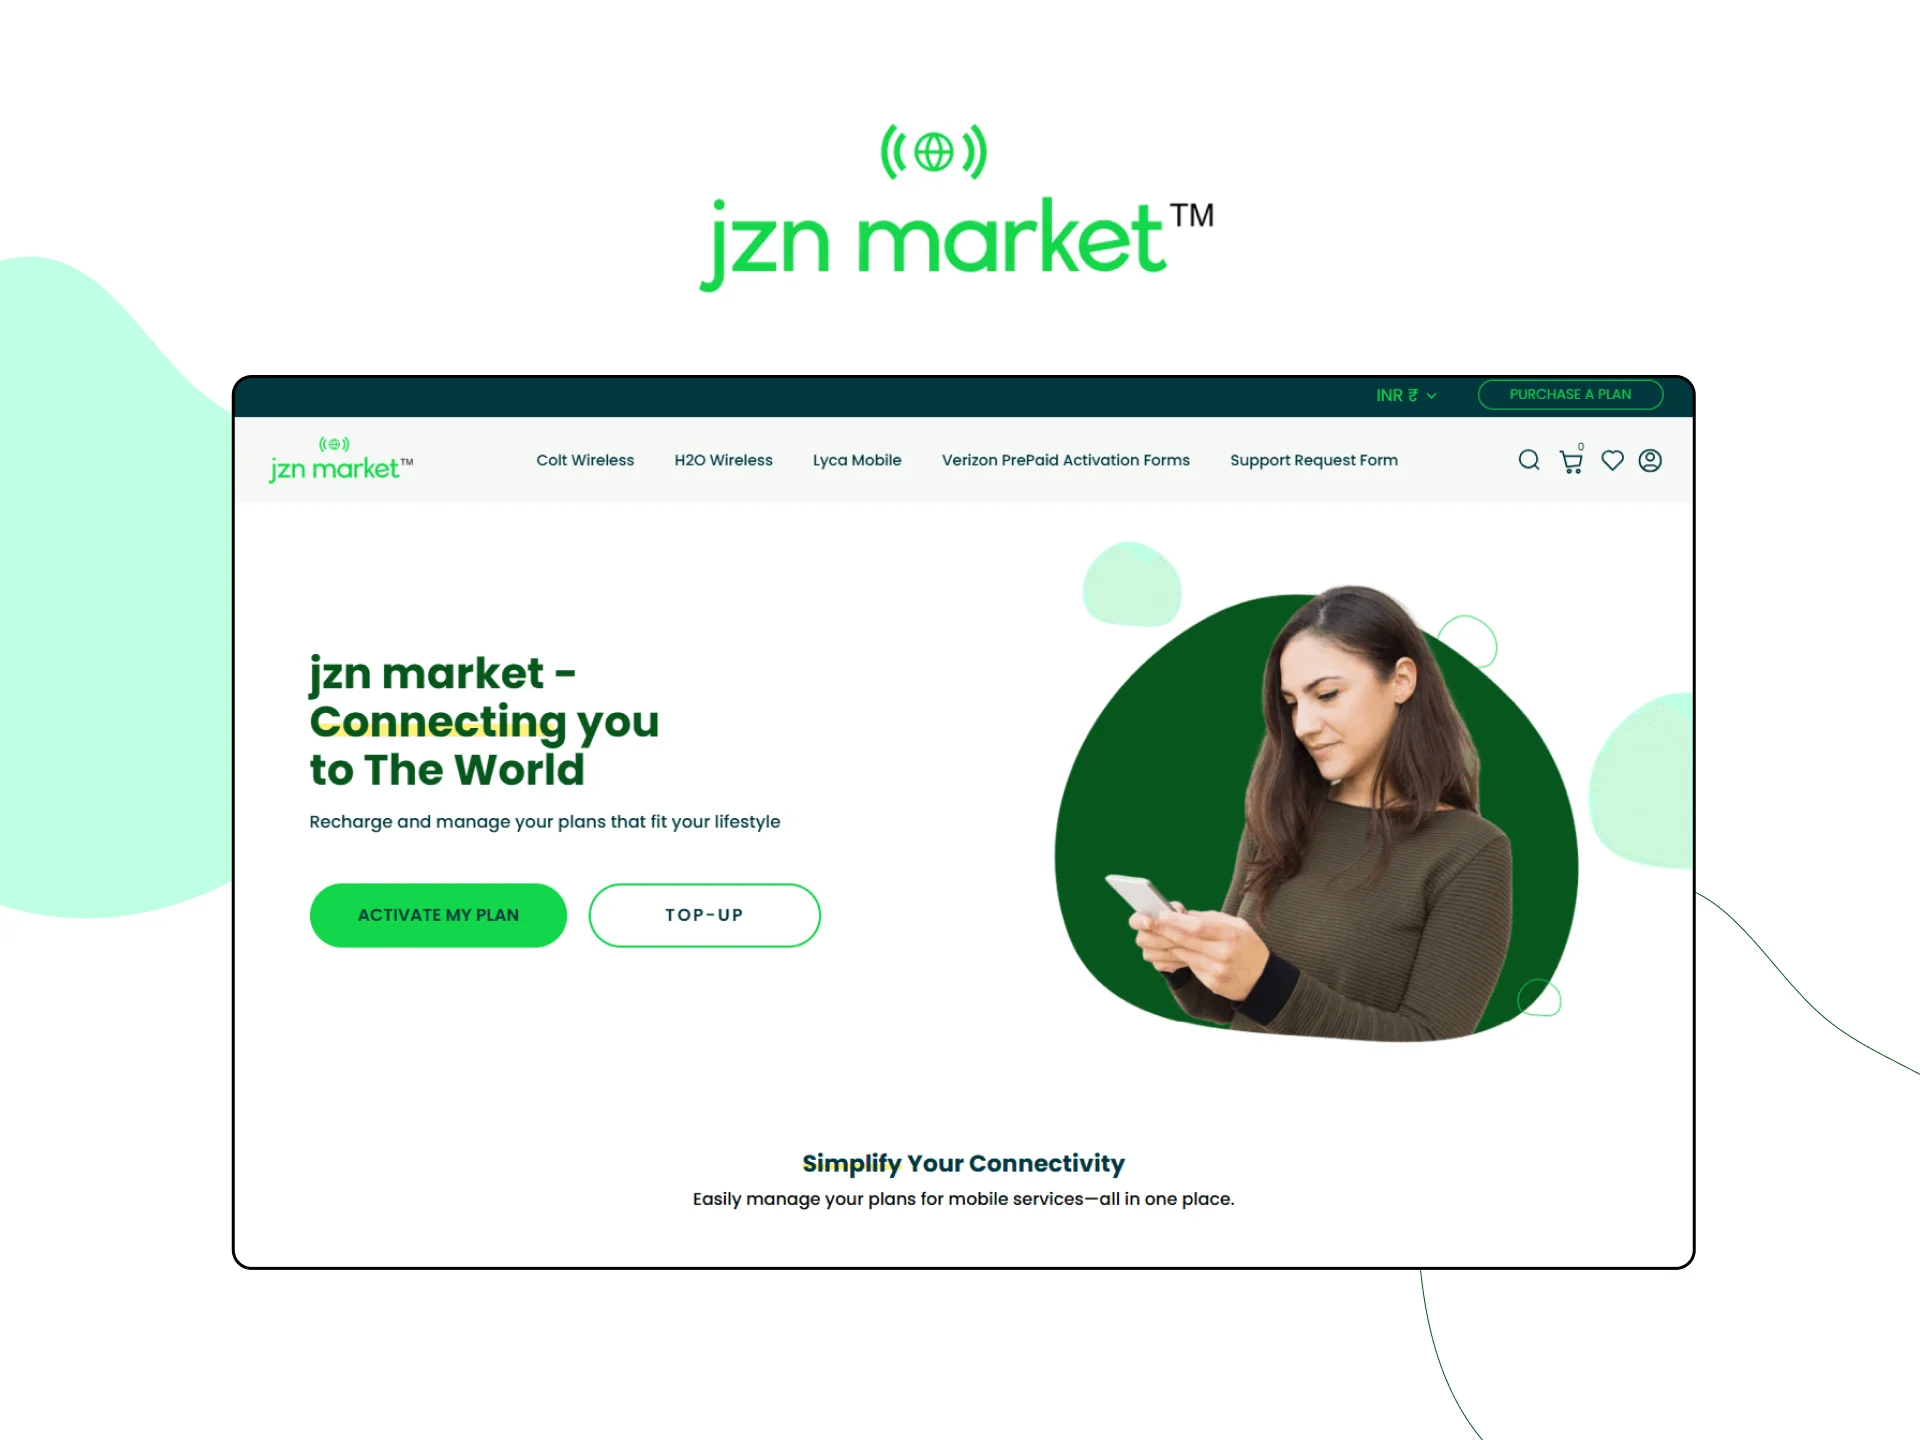 jzn market™
INR ₹
PURCHASE A PLAN
jzn market™
Colt Wireless
H2O Wireless
Lyca Mobile
Verizon PrePaid Activation Forms
Support Request Form
0
jzn market -
Connecting you
to The World
Recharge and manage your plans that fit your lifestyle
ACTIVATE MY PLAN
TOP-UP
Simplify Your Connectivity
Easily manage your plans for mobile services—all in one place.